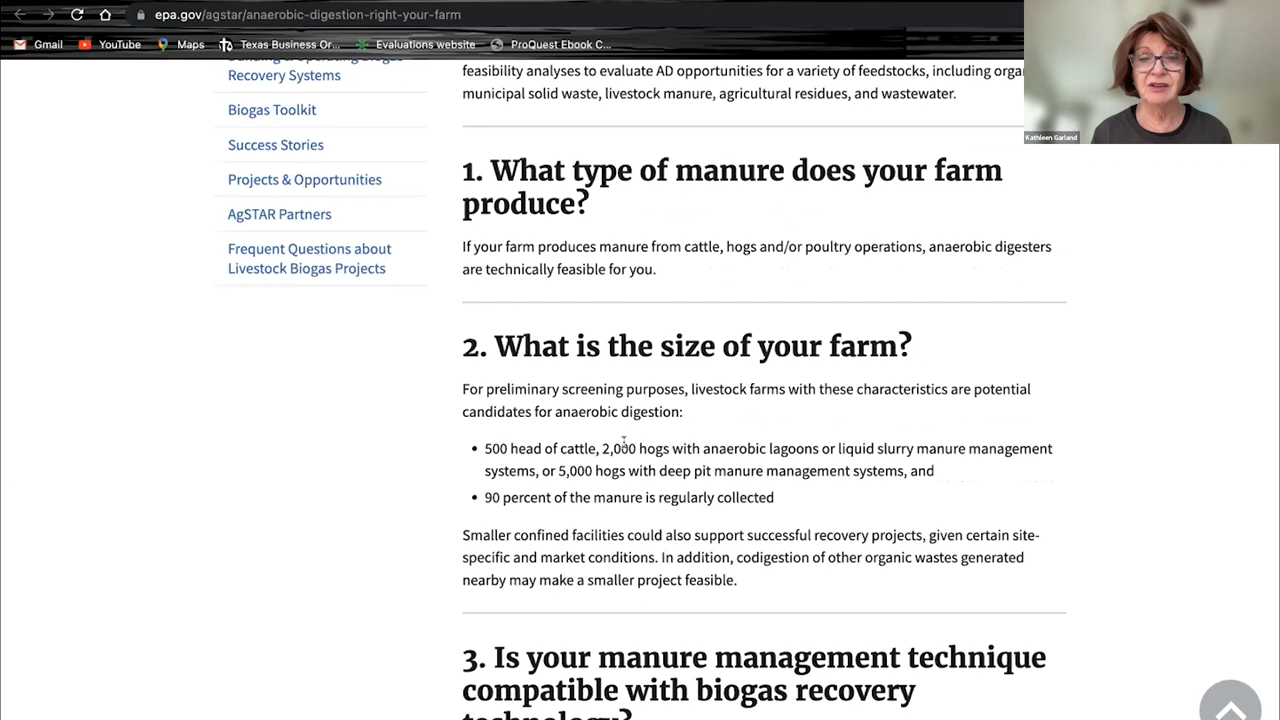 epa.gov/agstar/anaerobic-digestion-right-your-farm
Gmail YouTube Maps Texas Business Or... Evaluations website ProQuest Ebook C...
Kathleen Garland
Recovery Systems
Biogas Toolkit
Success Stories
Projects & Opportunities
AgSTAR Partners
Frequent Questions about
Livestock Biogas Projects
feasibility analyses to evaluate AD opportunities for a variety of feedstocks, including
municipal solid waste, livestock manure, agricultural residues, and wastewater.
1. What type of manure does your farm
produce?
If your farm produces manure from cattle, hogs and/or poultry operations, anaerobic digesters
are technically feasible for you.
2. What is the size of your farm?
For preliminary screening purposes, livestock farms with these characteristics are potential
candidates for anaerobic digestion:
• 500 head of cattle, 2,000 hogs with anaerobic lagoons or liquid slurry manure management
systems, or 5,000 hogs with deep pit manure management systems, and
• 90 percent of the manure is regularly collected
Smaller confined facilities could also support successful recovery projects, given certain site-
specific and market conditions. In addition, codigestion of other organic wastes generated
nearby may make a smaller project feasible.
3. Is your manure management technique
compatible with biogas recovery
technology?